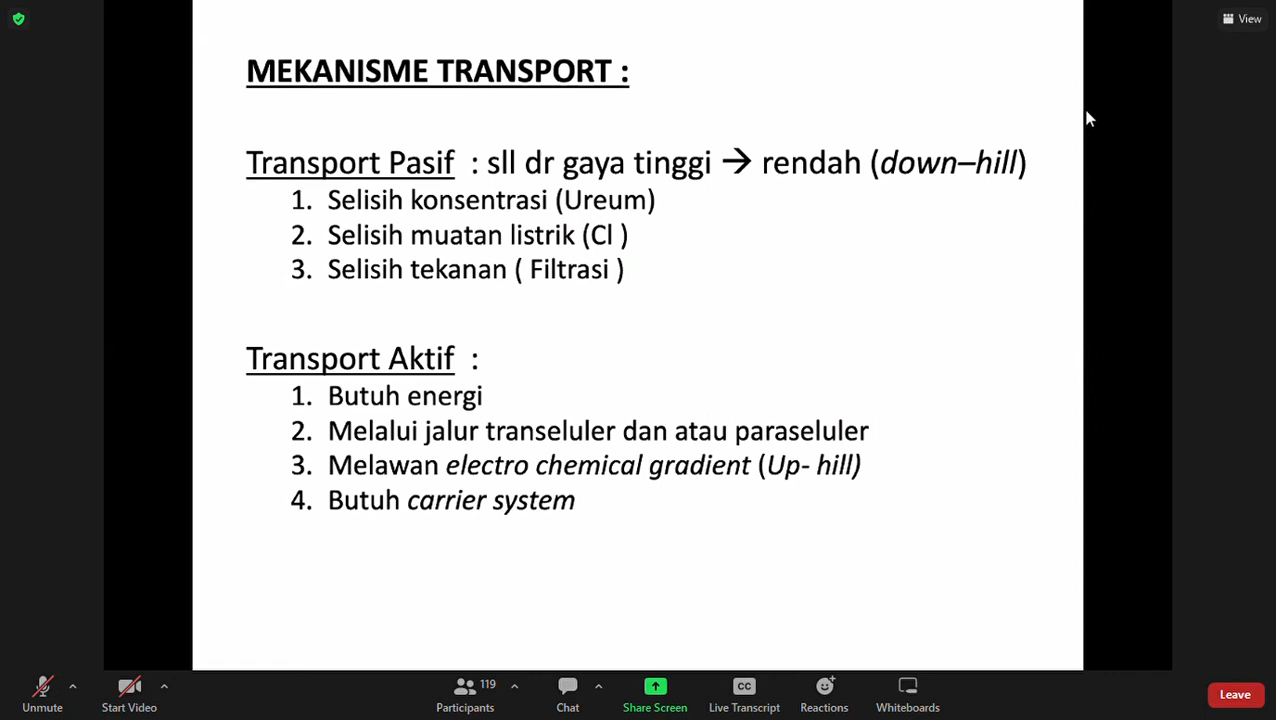 View
MEKANISME TRANSPORT :
Transport Pasif : sll dr gaya tinggi → rendah (down–hill)
1. Selisih konsentrasi (Ureum)
2. Selisih muatan listrik (Cl )
3. Selisih tekanan ( Filtrasi )
Transport Aktif :
1. Butuh energi
2. Melalui jalur transeluler dan atau paraseluler
3. Melawan electro chemical gradient (Up- hill)
4. Butuh carrier system
119
CC
Unmute Start Video Participants Chat Share Screen Live Transcript Reactions Whiteboards Leave